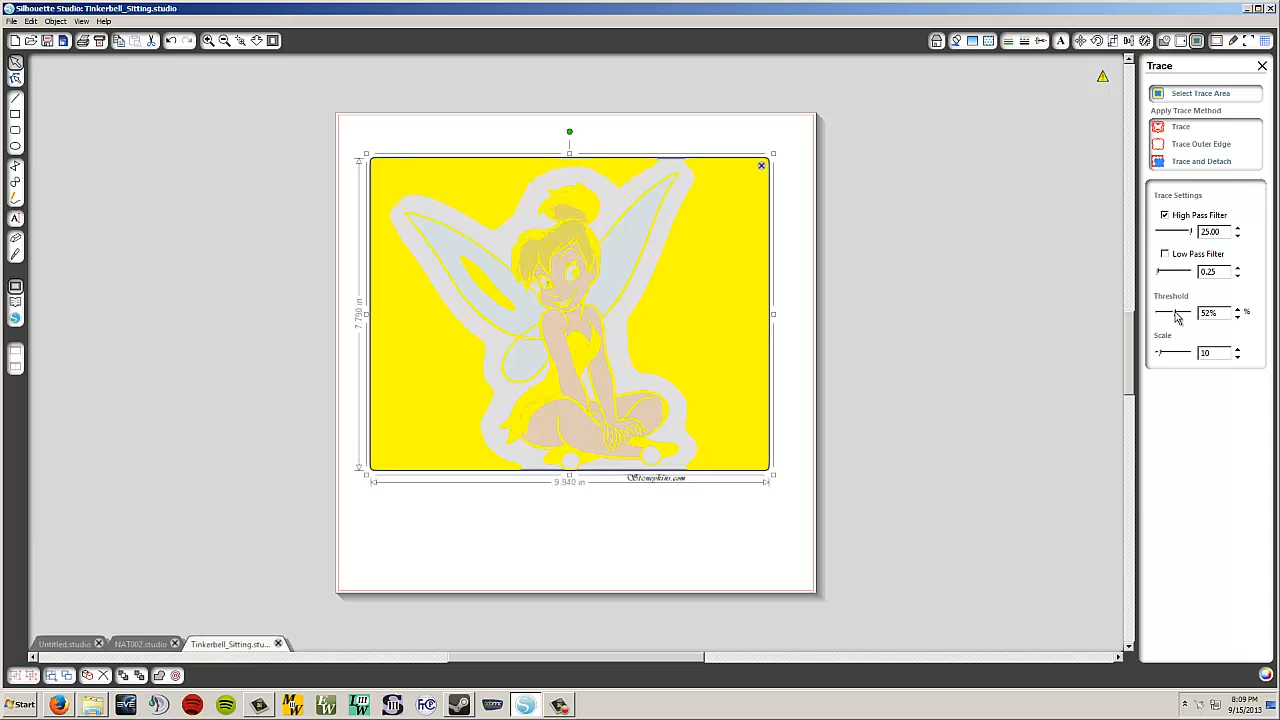 Silhouette Studio: Tinkerbell_Sitting.studio
File Edit Object View Help
Trace
Select Trace Area
Apply Trace Method
Trace
Trace Outer Edge
Trace and Detach
Trace Settings
High Pass Filter
25.00
Low Pass Filter
0.25
Threshold
52% %
Scale
10
7.790 in
9.940 in
Stoneykins.com
Untitled.studio NAT002.studio Tinkerbell_Sitting.stu...
Start
8:09 PM
9/15/2013